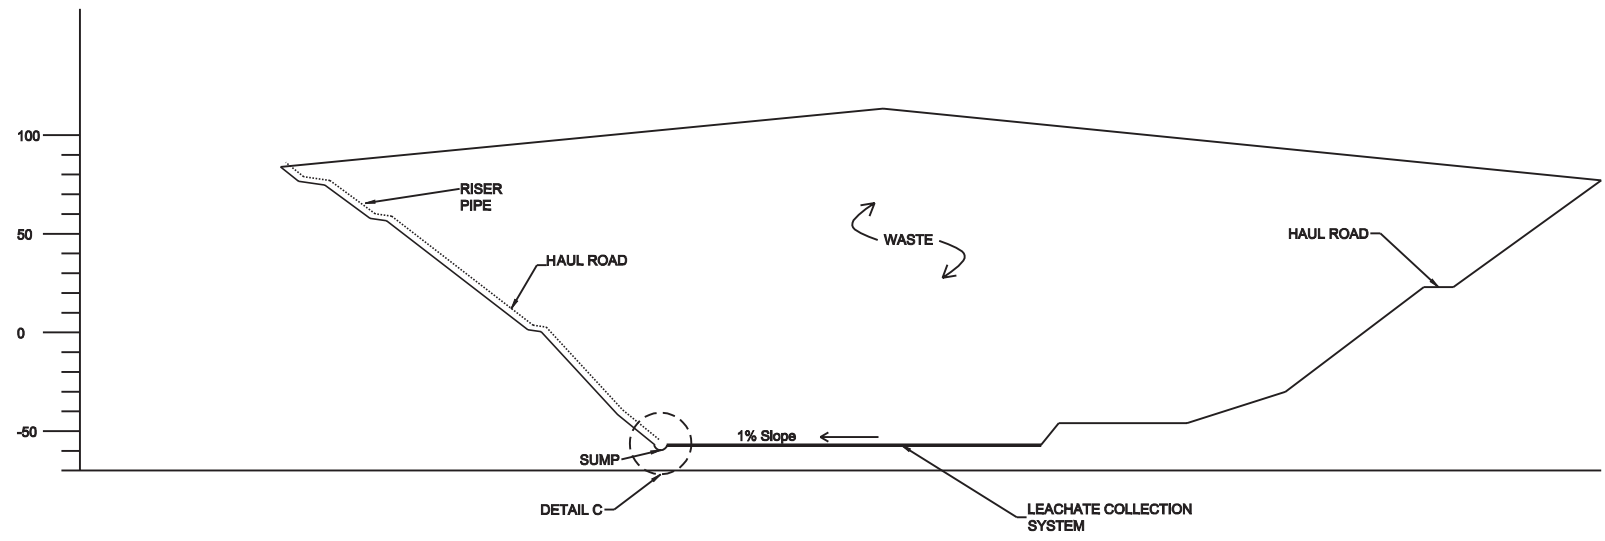 100
RISER
PIPE
50
WASTE
HAUL ROAD
HAUL ROAD
0
-50
1% Slope
SUMP
DETAIL C
LEACHATE COLLECTION
SYSTEM